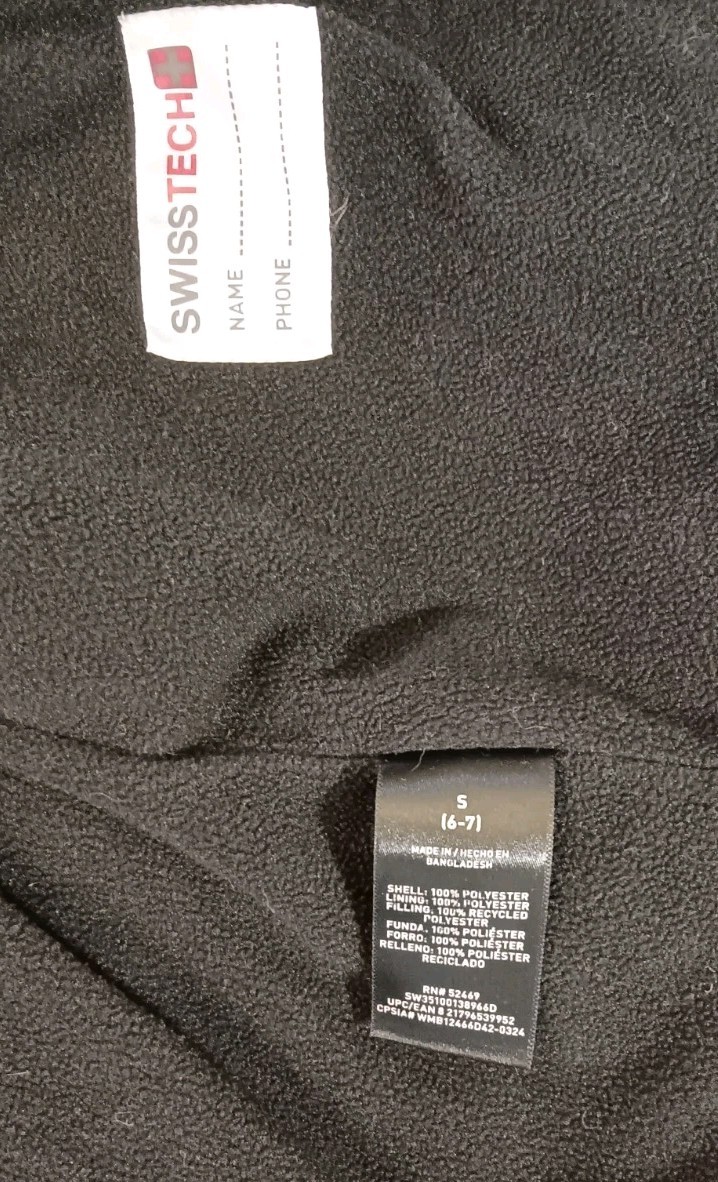 SWISSTECH
NAME
PHONE
S
(6-7)
MADE IN / HECHO EN
BANGLADESH
SHELL: 100% POLYESTER
LINING: 100% POLYESTER
FILLING: 100% RECYCLED
POLYESTER
FUNDA: 100% POLIÉSTER
FORRO: 100% POLIÉSTER
RELLENO: 100% POLIÉSTER
RECICLADO
RN# 52469
SW35100138966D
UPC/EAN 8 21796539952
CPSIA# WMB12466D42-0324